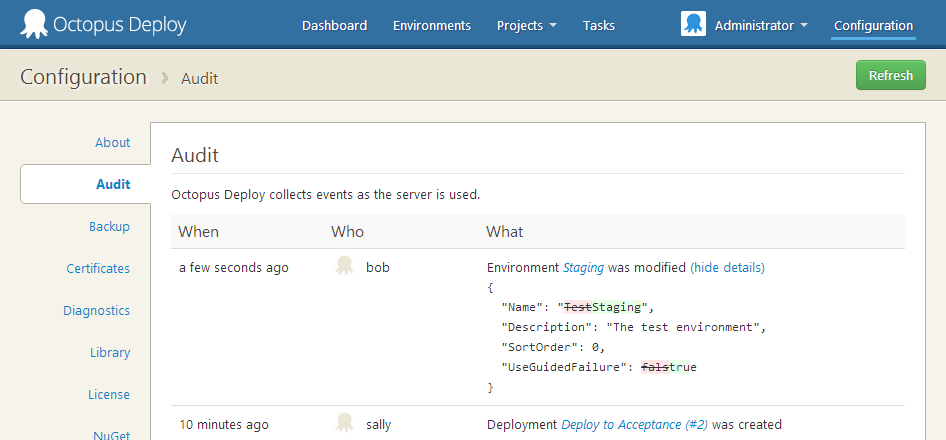 Octopus Deploy Dashboard Environments Projects Tasks Administrator Configuration
Configuration › Audit Refresh
About
Audit
Backup
Certificates
Diagnostics
Library
License
NuGet
Audit
Octopus Deploy collects events as the server is used.
When Who What
a few seconds ago bob Environment Staging was modified (hide details)
{
"Name": "TestStaging",
"Description": "The test environment",
"SortOrder": 0,
"UseGuidedFailure": falstrue
}
10 minutes ago sally Deployment Deploy to Acceptance (#2) was created